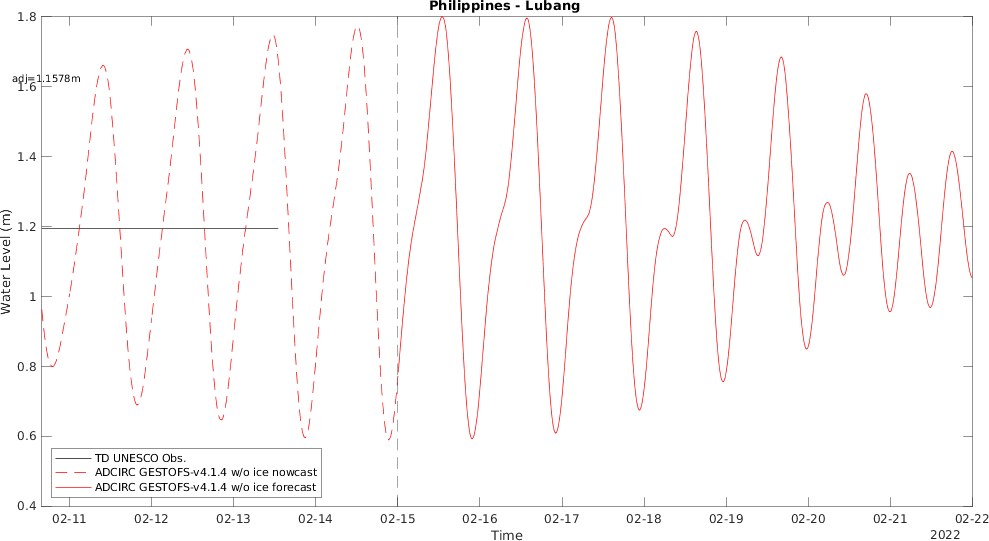 Philippines - Lubang
adj=1.1578m
Water Level (m)
1.8
1.6
1.4
1.2
1
0.8
0.6
0.4
TD UNESCO Obs.
ADCIRC GESTOFS-v4.1.4 w/o ice nowcast
ADCIRC GESTOFS-v4.1.4 w/o ice forecast
02-11 02-12 02-13 02-14 02-15 02-16 02-17 02-18 02-19 02-20 02-21 02-22
Time
2022